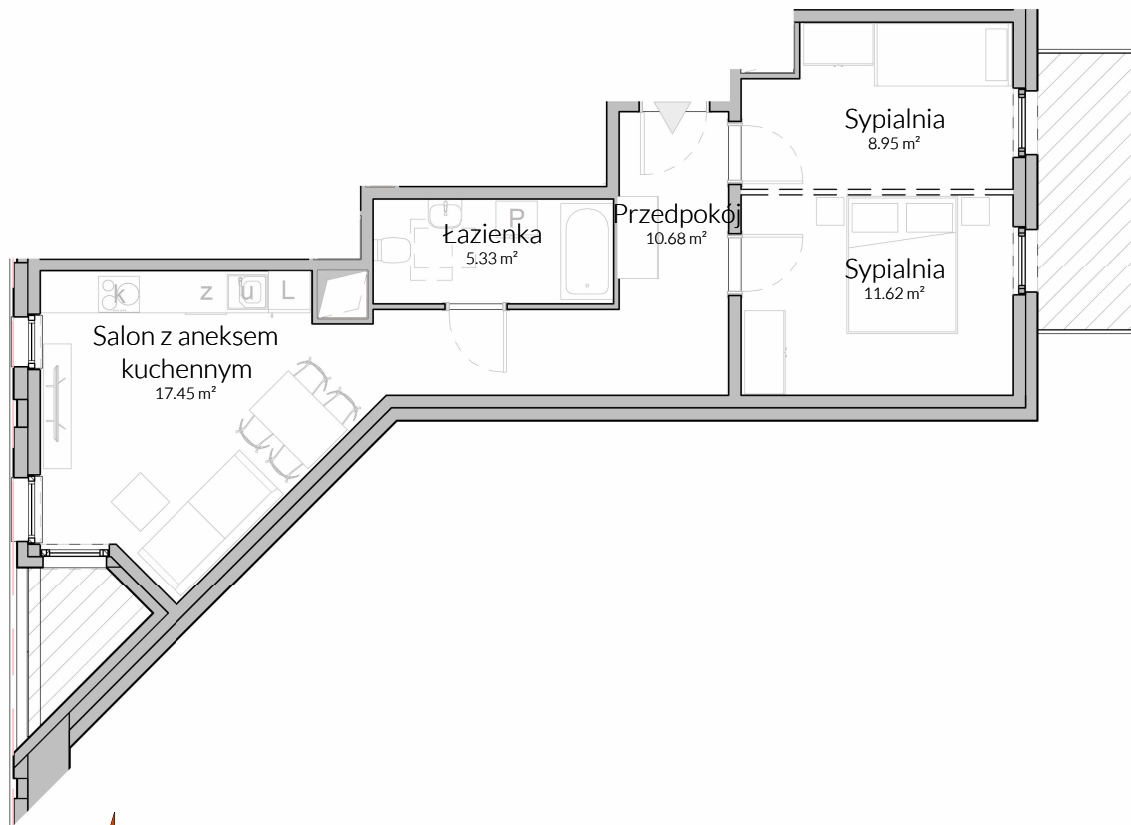 Sypialnia
8.95 m²
Przedpokój
10.68 m²
P
Łazienka
5.33 m²
Sypialnia
11.62 m²
k z u L
Salon z aneksem
kuchennym
17.45 m²